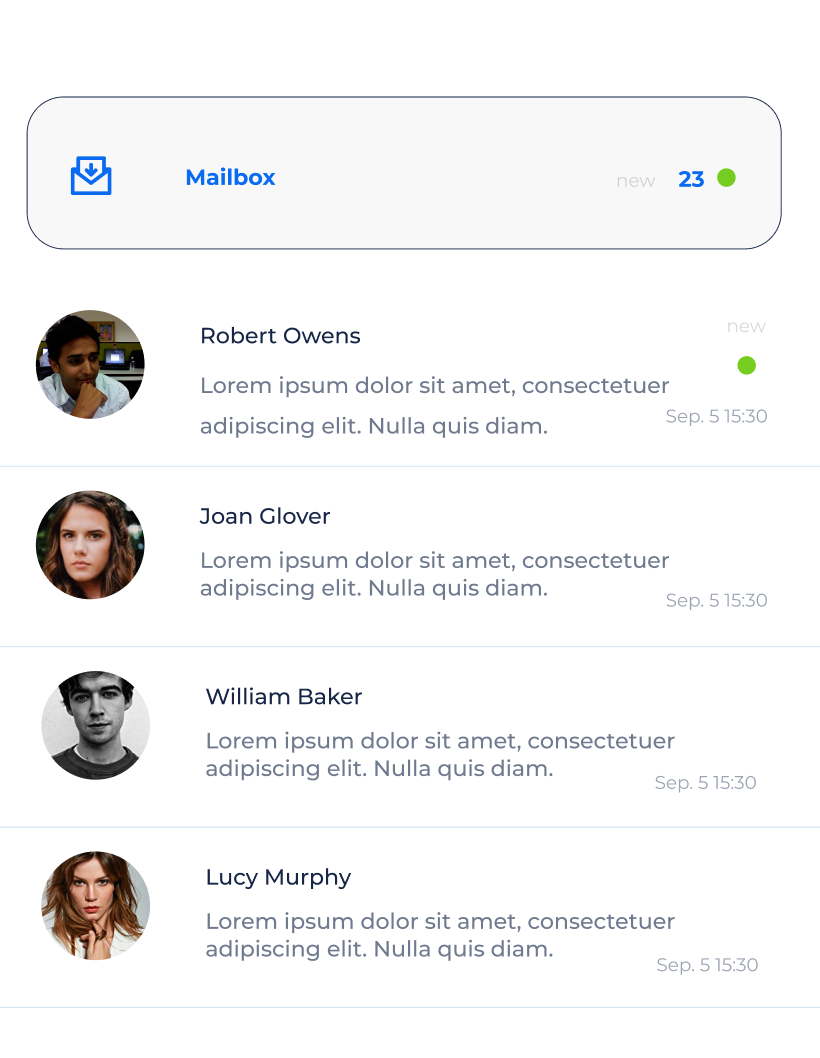 Mailbox new 23
Robert Owens new
Lorem ipsum dolor sit amet, consectetuer
adipiscing elit. Nulla quis diam.
Sep. 5 15:30
Joan Glover
Lorem ipsum dolor sit amet, consectetuer
adipiscing elit. Nulla quis diam.
Sep. 5 15:30
William Baker
Lorem ipsum dolor sit amet, consectetuer
adipiscing elit. Nulla quis diam.
Sep. 5 15:30
Lucy Murphy
Lorem ipsum dolor sit amet, consectetuer
adipiscing elit. Nulla quis diam.
Sep. 5 15:30